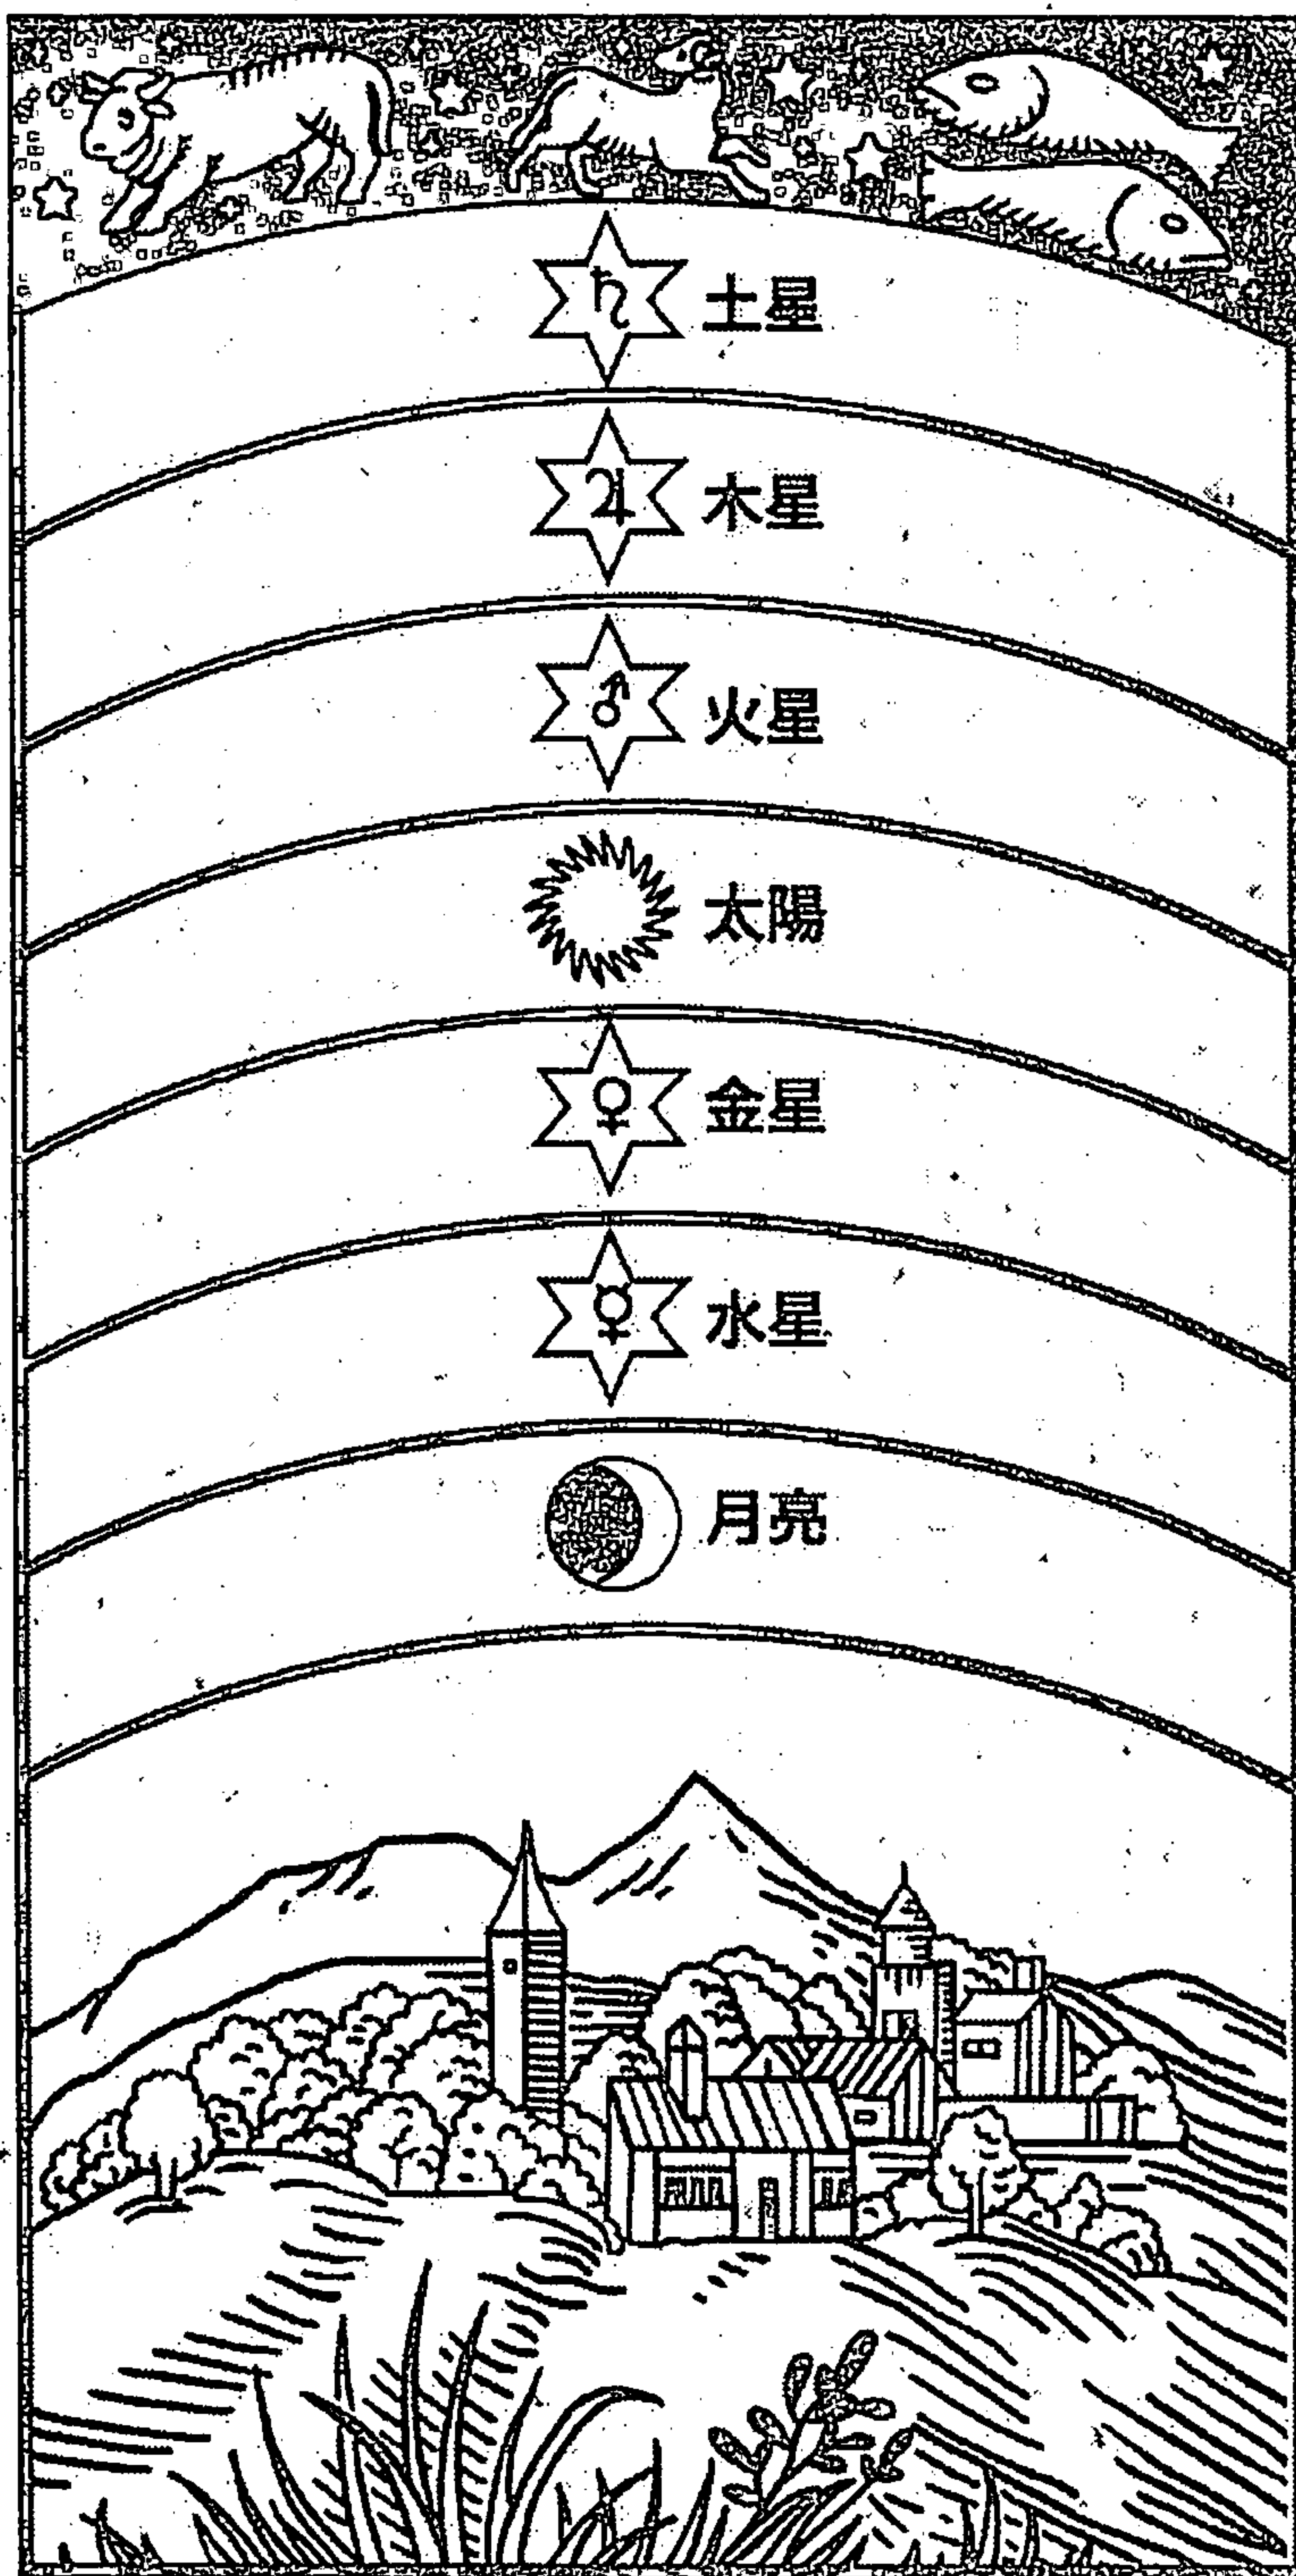 ♄ 土星
♃ 木星
♂ 火星
太陽
♀ 金星
☿ 水星
月亮